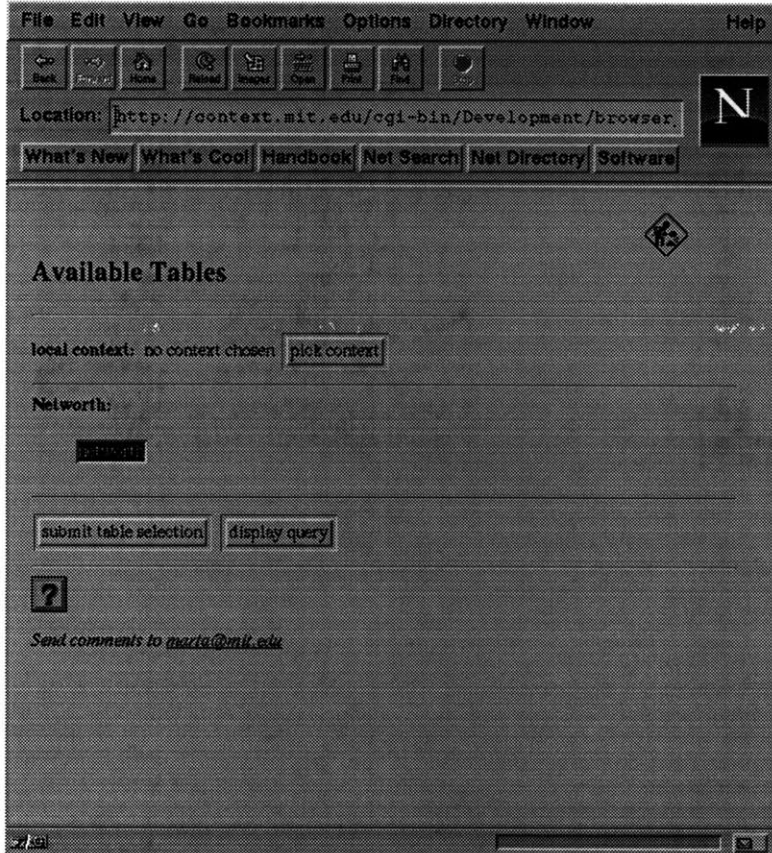 File Edit View Go Bookmarks Options Directory Window Help
Back Forward Home Reload Images Open Print Find Stop
Location: http://context.mit.edu/cgi-bin/Development/browser.
N
What's New What's Cool Handbook Net Search Net Directory Software
Available Tables
local context: no context chosen pick context
Networth:
submit table selection display query
?
Send comments to marta@mit.edu